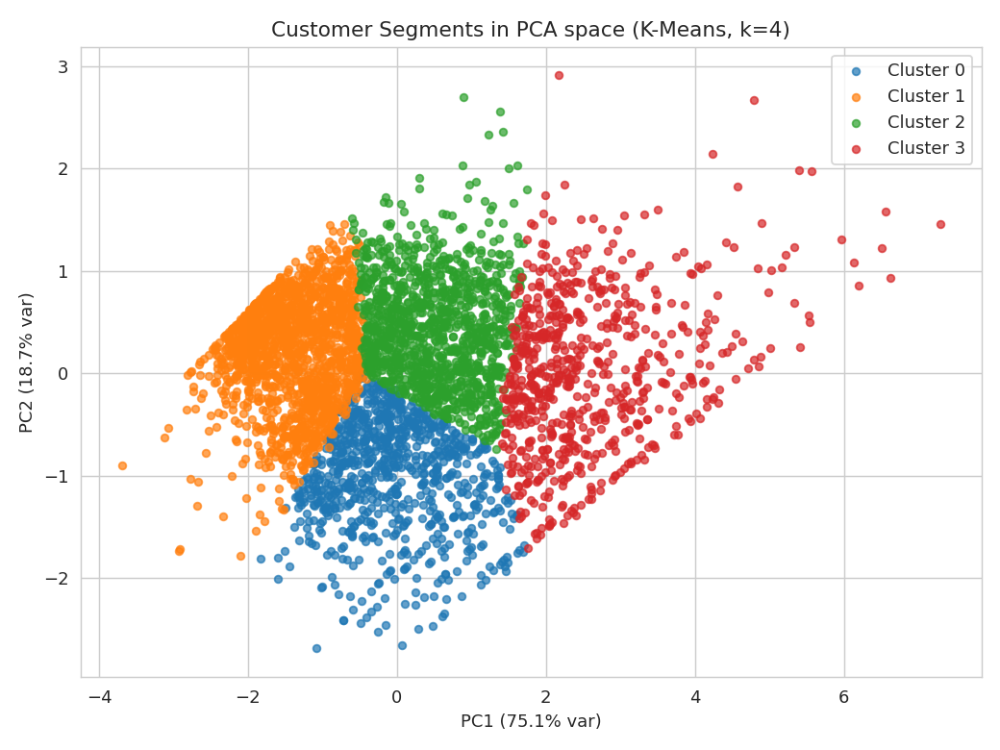 Customer Segments in PCA space (K-Means, k=4)
Cluster 0
Cluster 1
Cluster 2
Cluster 3
3
2
1
0
−1
−2
PC2 (18.7% var)
−4
−2
0
2
4
6
PC1 (75.1% var)